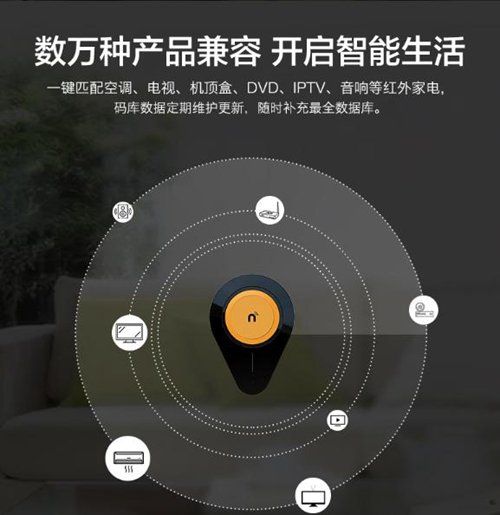 数万种产品兼容 开启智能生活
一键匹配空调、电视、机顶盒、DVD、IPTV、音响等红外家电，
码库数据定期维护更新，随时补充最全数据库。
n